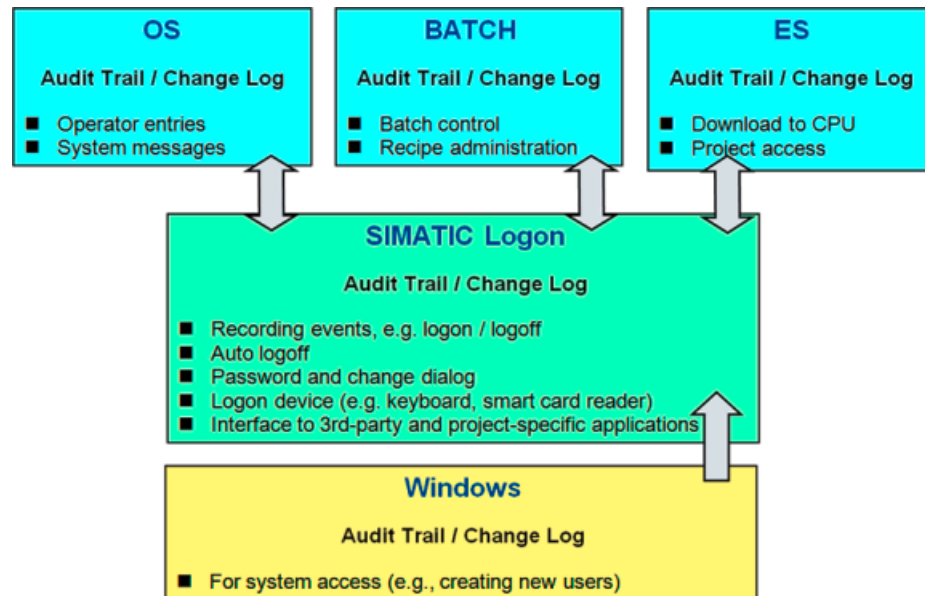 OS
Audit Trail / Change Log
■ Operator entries
■ System messages
BATCH
Audit Trail / Change Log
■ Batch control
■ Recipe administration
ES
Audit Trail / Change Log
■ Download to CPU
■ Project access
SIMATIC Logon
Audit Trail / Change Log
■ Recording events, e.g. logon / logoff
■ Auto logoff
■ Password and change dialog
■ Logon device (e.g. keyboard, smart card reader)
■ Interface to 3rd-party and project-specific applications
Windows
Audit Trail / Change Log
■ For system access (e.g., creating new users)